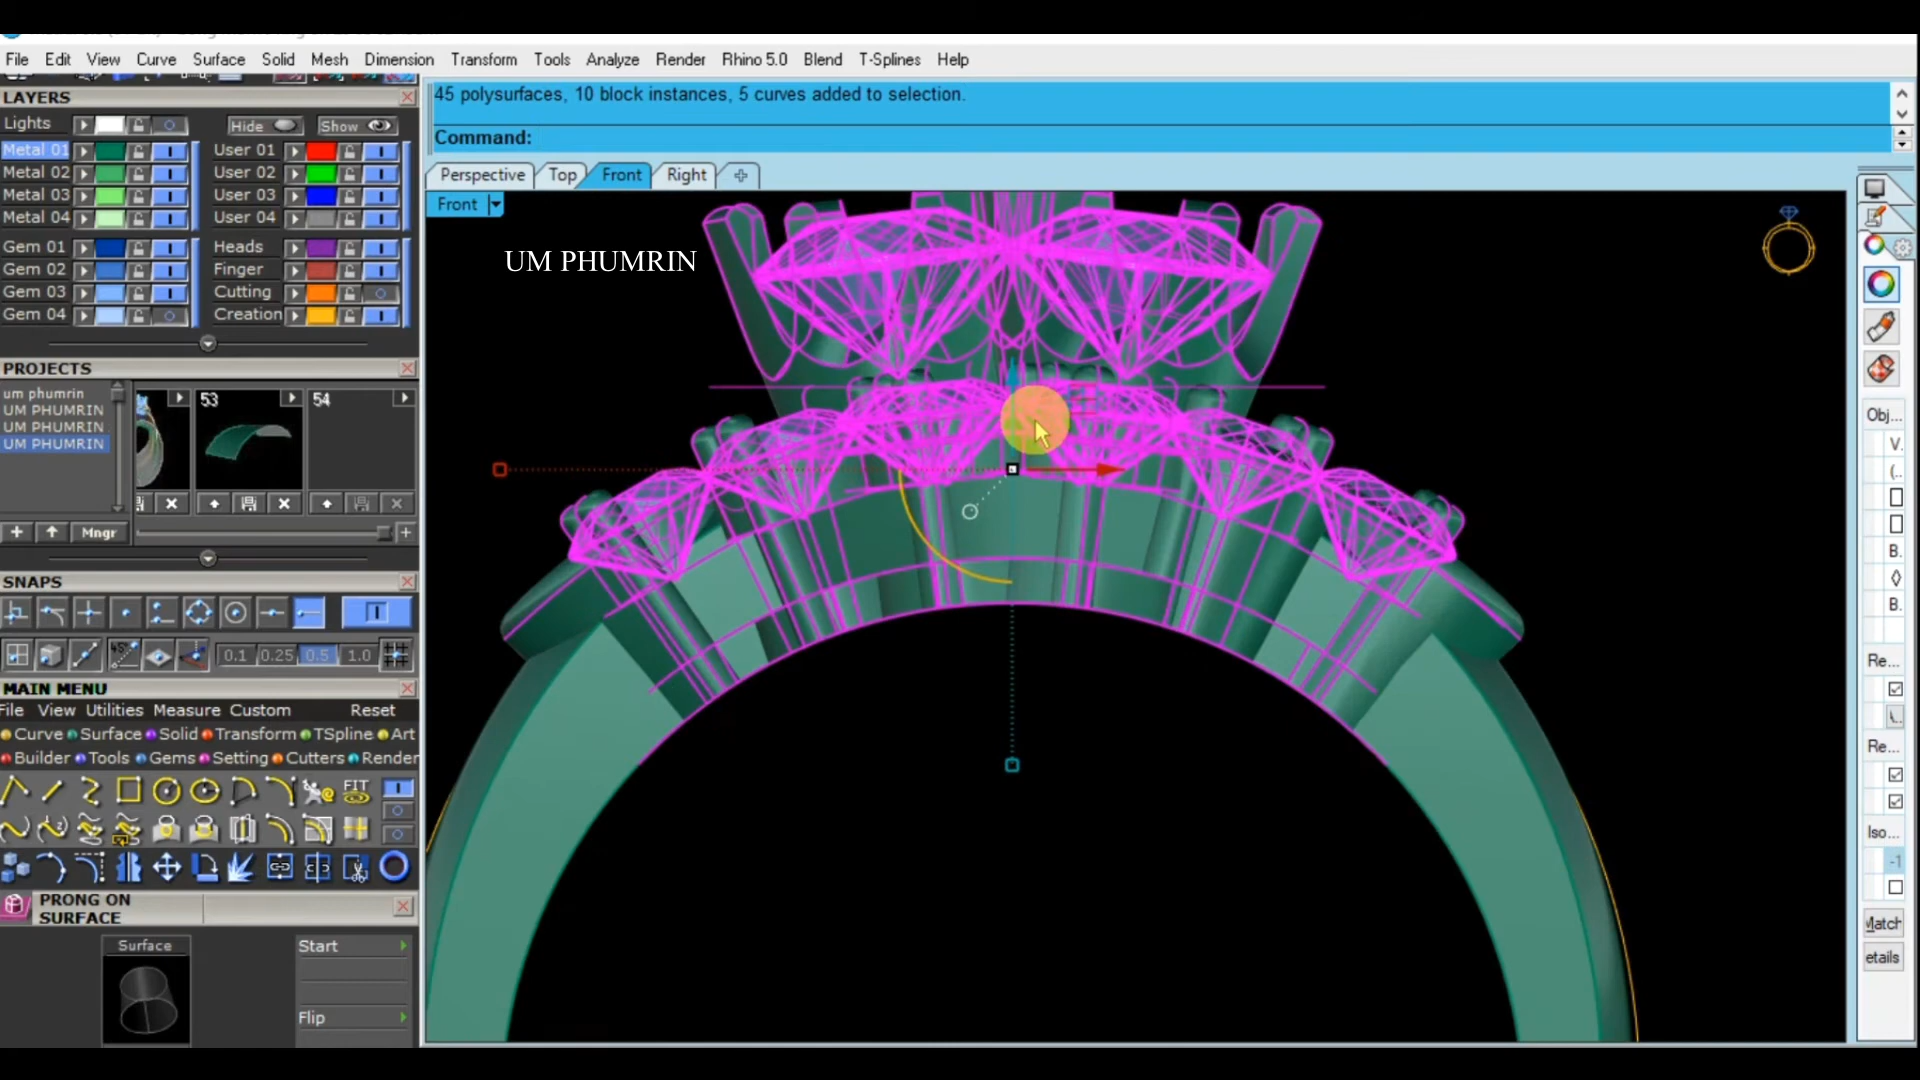 File Edit View Curve Surface Solid Mesh Dimension Transform Tools Analyze Render Rhino 5.0 Blend T-Splines Help
45 polysurfaces, 10 block instances, 5 curves added to selection.
Command:
LAYERS
Lights Hide Show
Metal 01 User 01
Metal 02 User 02
Metal 03 User 03
Metal 04 User 04
Gem 01 Heads
Gem 02 Finger
Gem 03 Cutting
Gem 04 Creation
Perspective Top Front Right
Front
UM PHUMRIN
PROJECTS
um phumrin
UM PHUMRIN
UM PHUMRIN
UM PHUMRIN
53 54
Mngr
SNAPS
0.1 0.25 0.5 1.0
MAIN MENU
File View Utilities Measure Custom Reset
Curve Surface Solid Transform TSpline Art
Builder Tools Gems Setting Cutters Render
FIT
PRONG ON
SURFACE
Surface
Start
Flip
Obj...
V.
(..
B.
B.
Re...
Re...
Iso...
-1
Match
etails